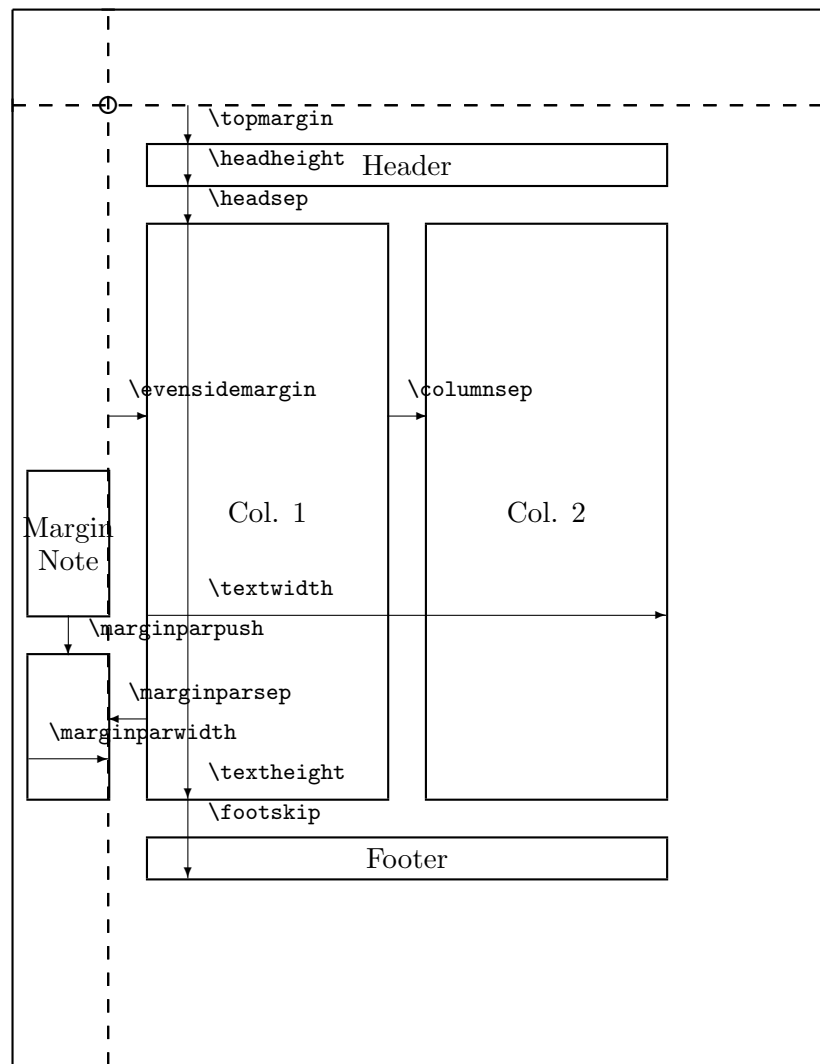 \topmargin
\headheight
Header
\headsep
\evensidemargin
\columnsep
Col. 1
Col. 2
Margin
Note
\textwidth
\marginparpush
\marginparsep
\marginparwidth
\textheight
\footskip
Footer